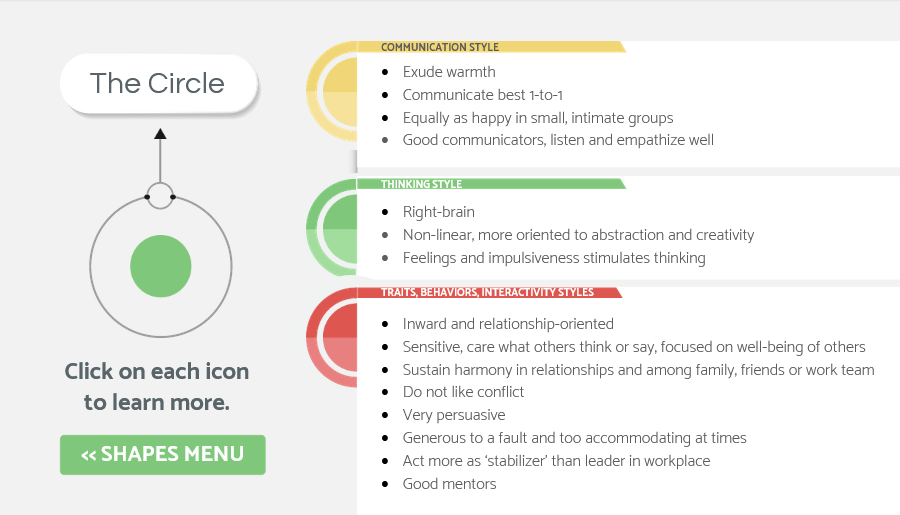 The Circle
Click on each icon
to learn more.
<< SHAPES MENU
COMMUNICATION STYLE
• Exude warmth
• Communicate best 1-to-1
• Equally as happy in small, intimate groups
• Good communicators, listen and empathize well
THINKING STYLE
• Right-brain
• Non-linear, more oriented to abstraction and creativity
• Feelings and impulsiveness stimulates thinking
TRAITS, BEHAVIORS, INTERACTIVITY STYLES
• Inward and relationship-oriented
• Sensitive, care what others think or say, focused on well-being of others
• Sustain harmony in relationships and among family, friends or work team
• Do not like conflict
• Very persuasive
• Generous to a fault and too accommodating at times
• Act more as ‘stabilizer’ than leader in workplace
• Good mentors